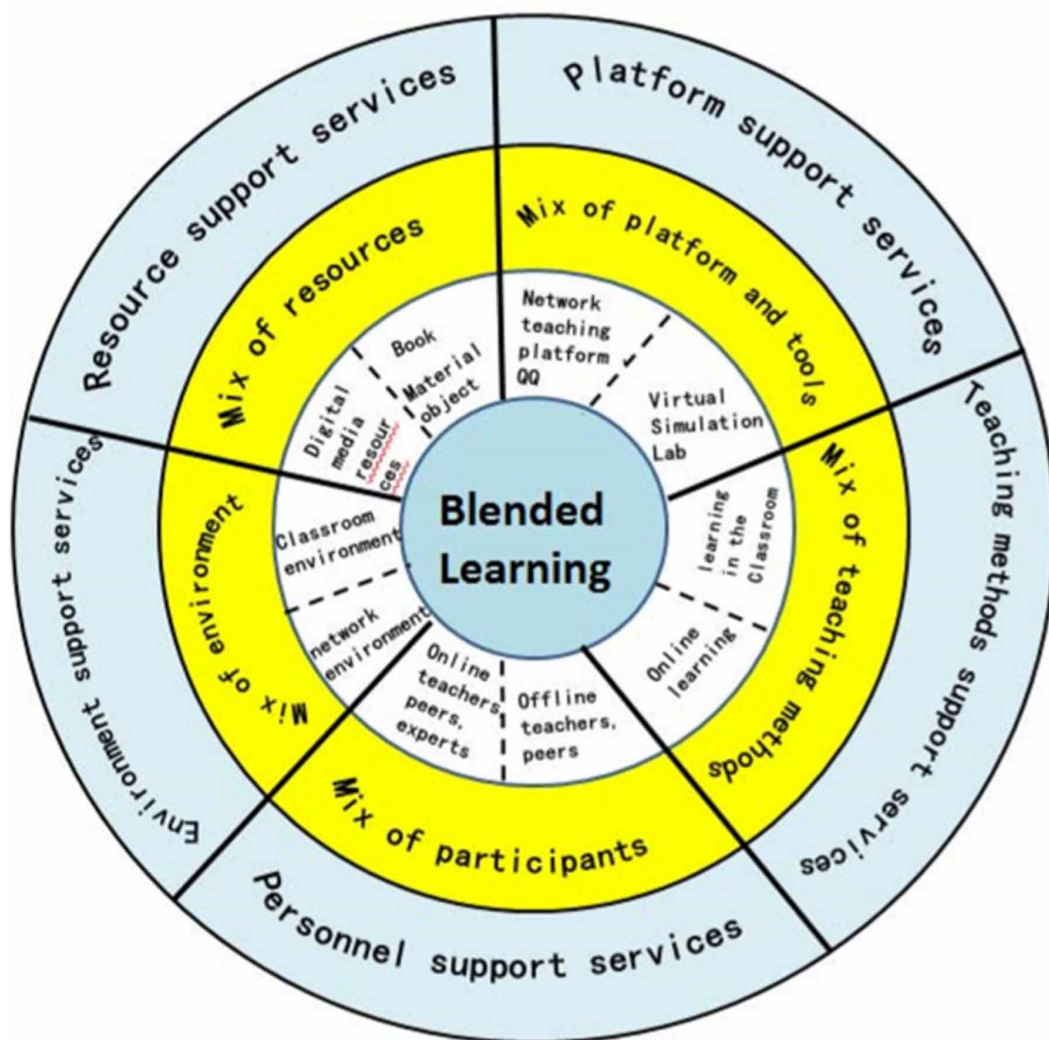 Platform support services
Teaching methods support services
Personnel support services
Environment support services
Resource support services
Mix of platform and tools
Mix of teaching methods
Mix of participants
Mix of environment
Mix of resources
Network
teaching
platform
QQ
Virtual
Simulation
Lab
learning
in the
Classroom
Online
learning
Offline
teachers,
peers
Online
teachers,
peers,
experts
network
environment
Classroom
environment
Digital
media
resour
ces
Book
Material
object
Blended
Learning